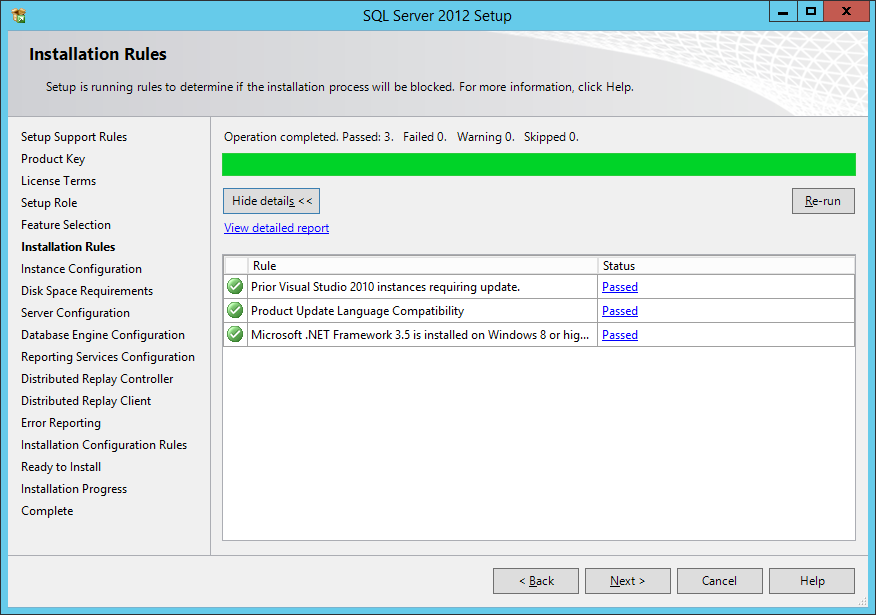 SQL Server 2012 Setup
Installation Rules
Setup is running rules to determine if the installation process will be blocked. For more information, click Help.
Setup Support Rules
Product Key
License Terms
Setup Role
Feature Selection
Installation Rules
Instance Configuration
Disk Space Requirements
Server Configuration
Database Engine Configuration
Reporting Services Configuration
Distributed Replay Controller
Distributed Replay Client
Error Reporting
Installation Configuration Rules
Ready to Install
Installation Progress
Complete
Operation completed. Passed: 3. Failed 0. Warning 0. Skipped 0.
Hide details << Re-run
View detailed report
Rule Status
Prior Visual Studio 2010 instances requiring update. Passed
Product Update Language Compatibility Passed
Microsoft .NET Framework 3.5 is installed on Windows 8 or hig... Passed
< Back Next > Cancel Help